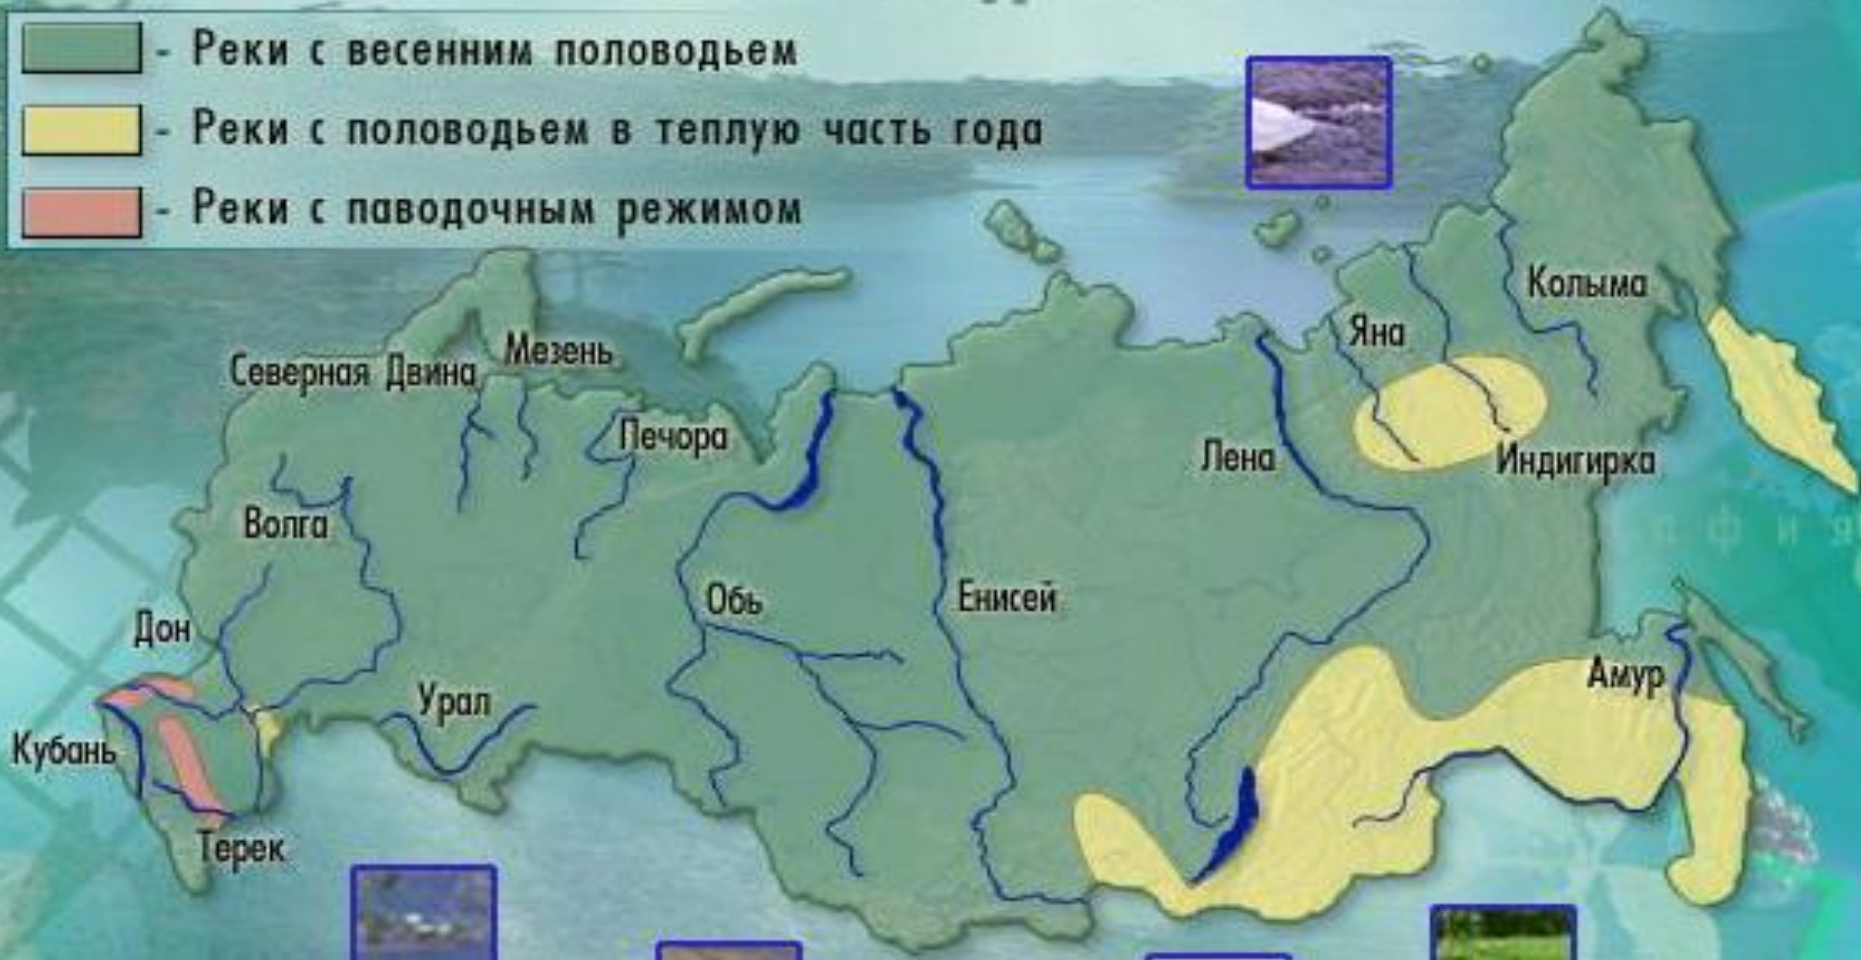 - Реки с весенним половодьем
- Реки с половодьем в теплую часть года
- Реки с паводочным режимом
Колыма
Яна
Мезень
Северная Двина
Печора
Лена
Индигирка
Волга
Обь
Енисей
Дон
Амур
Урал
Кубань
Терек